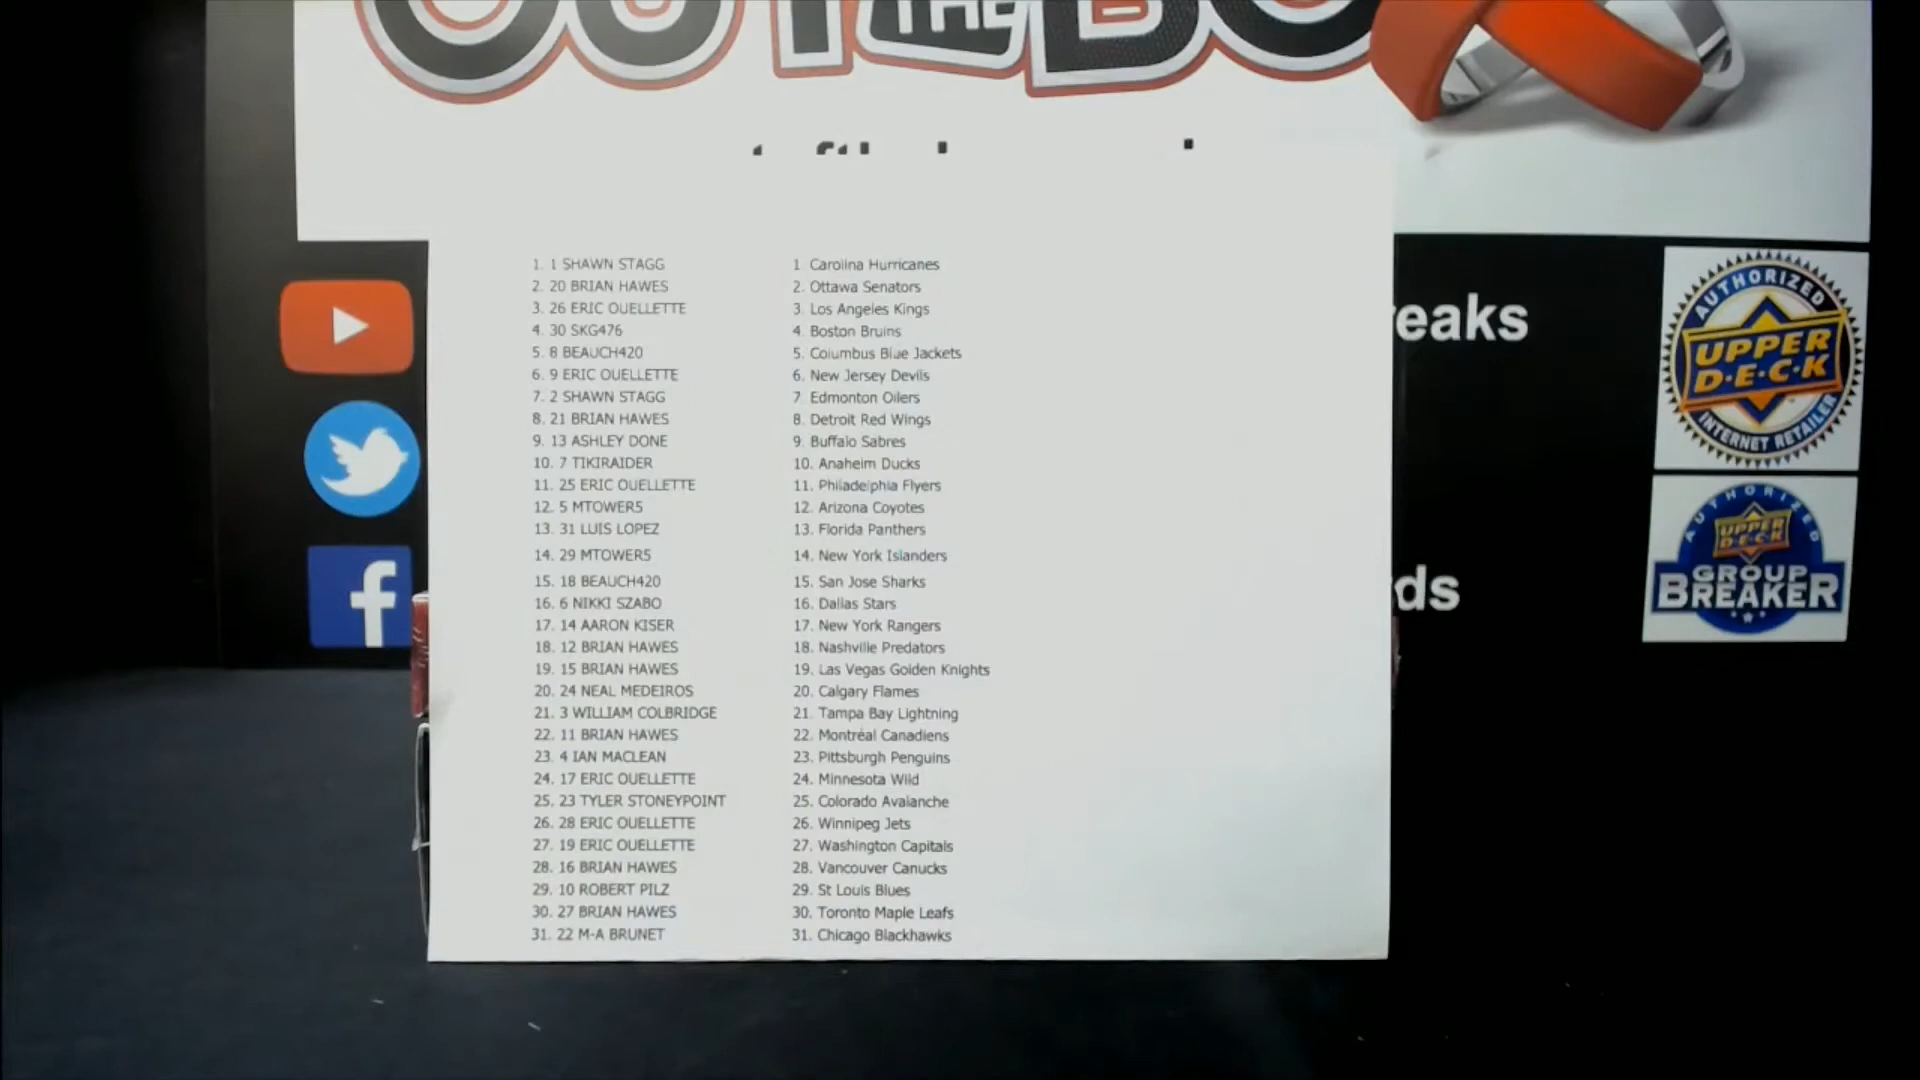 OUT THE BOX
1. 1 SHAWN STAGG 1 Carolina Hurricanes
2. 20 BRIAN HAWES 2. Ottawa Senators
3. 26 ERIC OUELLETTE 3. Los Angeles Kings
4. 30 SKG476 4. Boston Bruins
5. 8 BEAUCH420 5. Columbus Blue Jackets
6. 9 ERIC OUELLETTE 6. New Jersey Devils
7. 2 SHAWN STAGG 7 Edmonton Oilers
8. 21 BRIAN HAWES 8. Detroit Red Wings
9. 13 ASHLEY DONE 9. Buffalo Sabres
10. 7 TIKIRAIDER 10. Anaheim Ducks
11. 25 ERIC OUELLETTE 11. Philadelphia Flyers
12. 5 MTOWER5 12. Arizona Coyotes
13. 31 LUIS LOPEZ 13. Florida Panthers
14. 29 MTOWER5 14. New York Islanders
15. 18 BEAUCH420 15. San Jose Sharks
16. 6 NIKKI SZABO 16. Dallas Stars
17. 14 AARON KISER 17. New York Rangers
18. 12 BRIAN HAWES 18. Nashville Predators
19. 15 BRIAN HAWES 19. Las Vegas Golden Knights
20. 24 NEAL MEDEIROS 20. Calgary Flames
21. 3 WILLIAM COLBRIDGE 21. Tampa Bay Lightning
22. 11 BRIAN HAWES 22. Montréal Canadiens
23. 4 IAN MACLEAN 23. Pittsburgh Penguins
24. 17 ERIC OUELLETTE 24. Minnesota Wild
25. 23 TYLER STONEYPOINT 25. Colorado Avalanche
26. 28 ERIC OUELLETTE 26. Winnipeg Jets
27. 19 ERIC OUELLETTE 27. Washington Capitals
28. 16 BRIAN HAWES 28. Vancouver Canucks
29. 10 ROBERT PILZ 29. St Louis Blues
30. 27 BRIAN HAWES 30. Toronto Maple Leafs
31. 22 M-A BRUNET 31. Chicago Blackhawks
eaks
ds
AUTHORIZED
UPPER
D·E·C·K
INTERNET RETAILER
AUTHORIZED
UPPER
D·E·C·K
GROUP
BREAKER